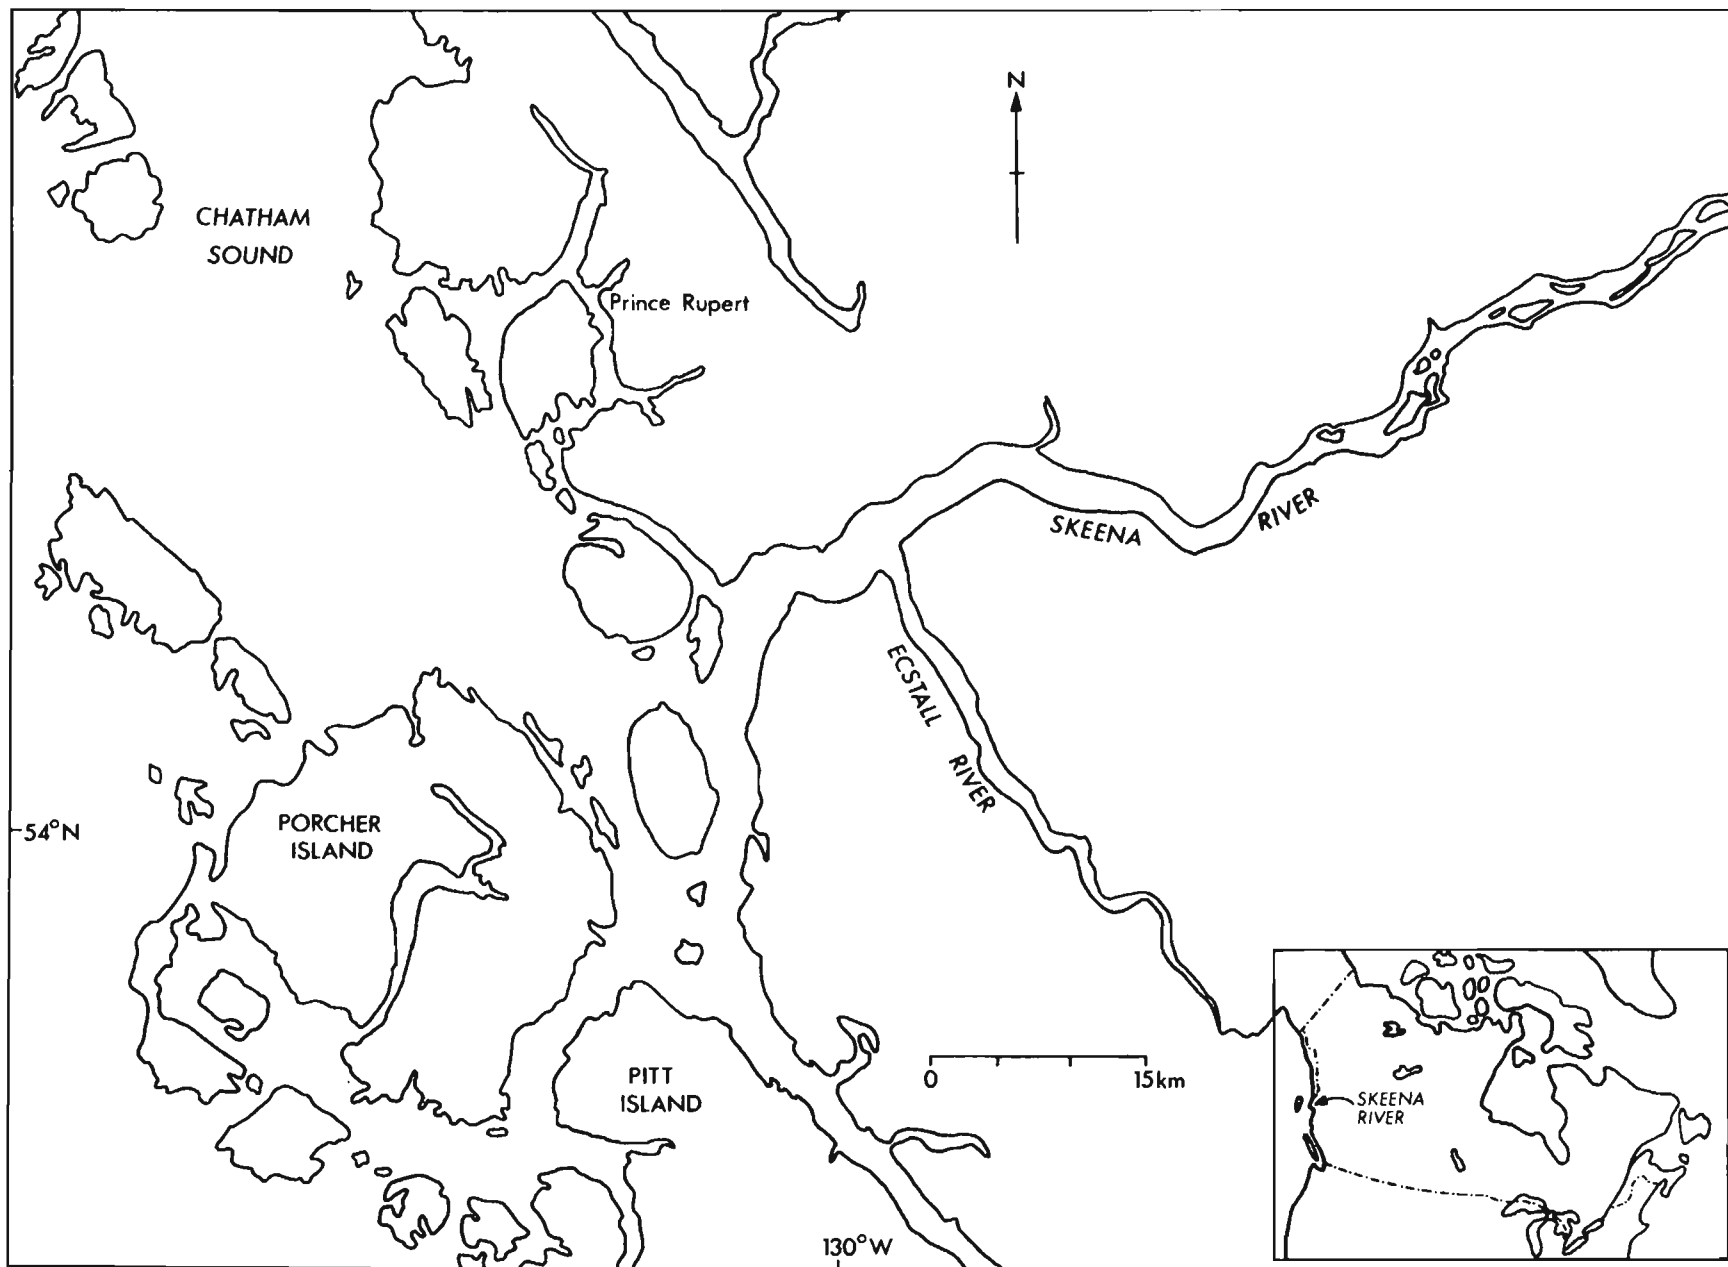 N
CHATHAM
SOUND
Prince Rupert
SKEENA RIVER
ECSTALL RIVER
54°N
PORCHER
ISLAND
PITT
ISLAND
0 15km
SKEENA
RIVER
130°W